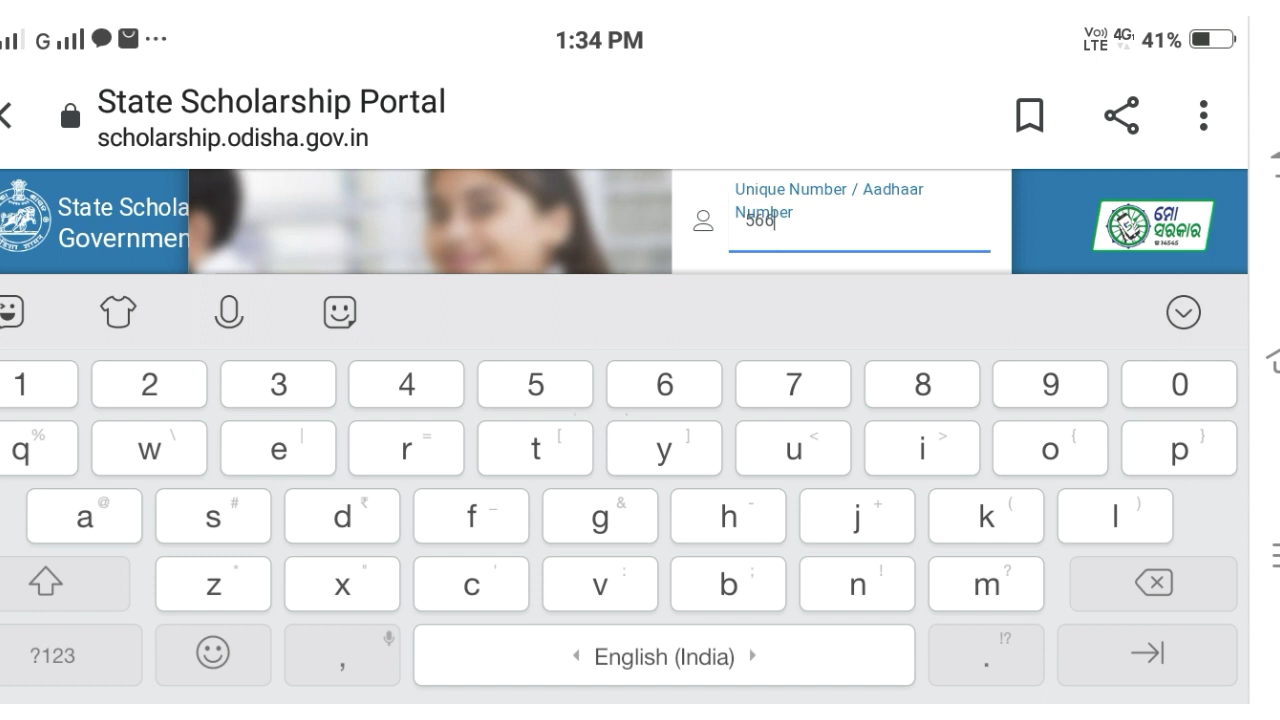 G
1:34 PM
Vo)) LTE 4G 41%
State Scholarship Portal
scholarship.odisha.gov.in
State Schola
Governmen
Unique Number / Aadhaar
Number
566
ମୋ
ସରକାର
1 2 3 4 5 6 7 8 9 0
q % w \ e | r = t [ y ] u < i > o { p }
a @ s # d ₹ f – g & h - j + k ( l )
z * x " c ' v : b ; n ! m ?
?123 , English (India) . !?